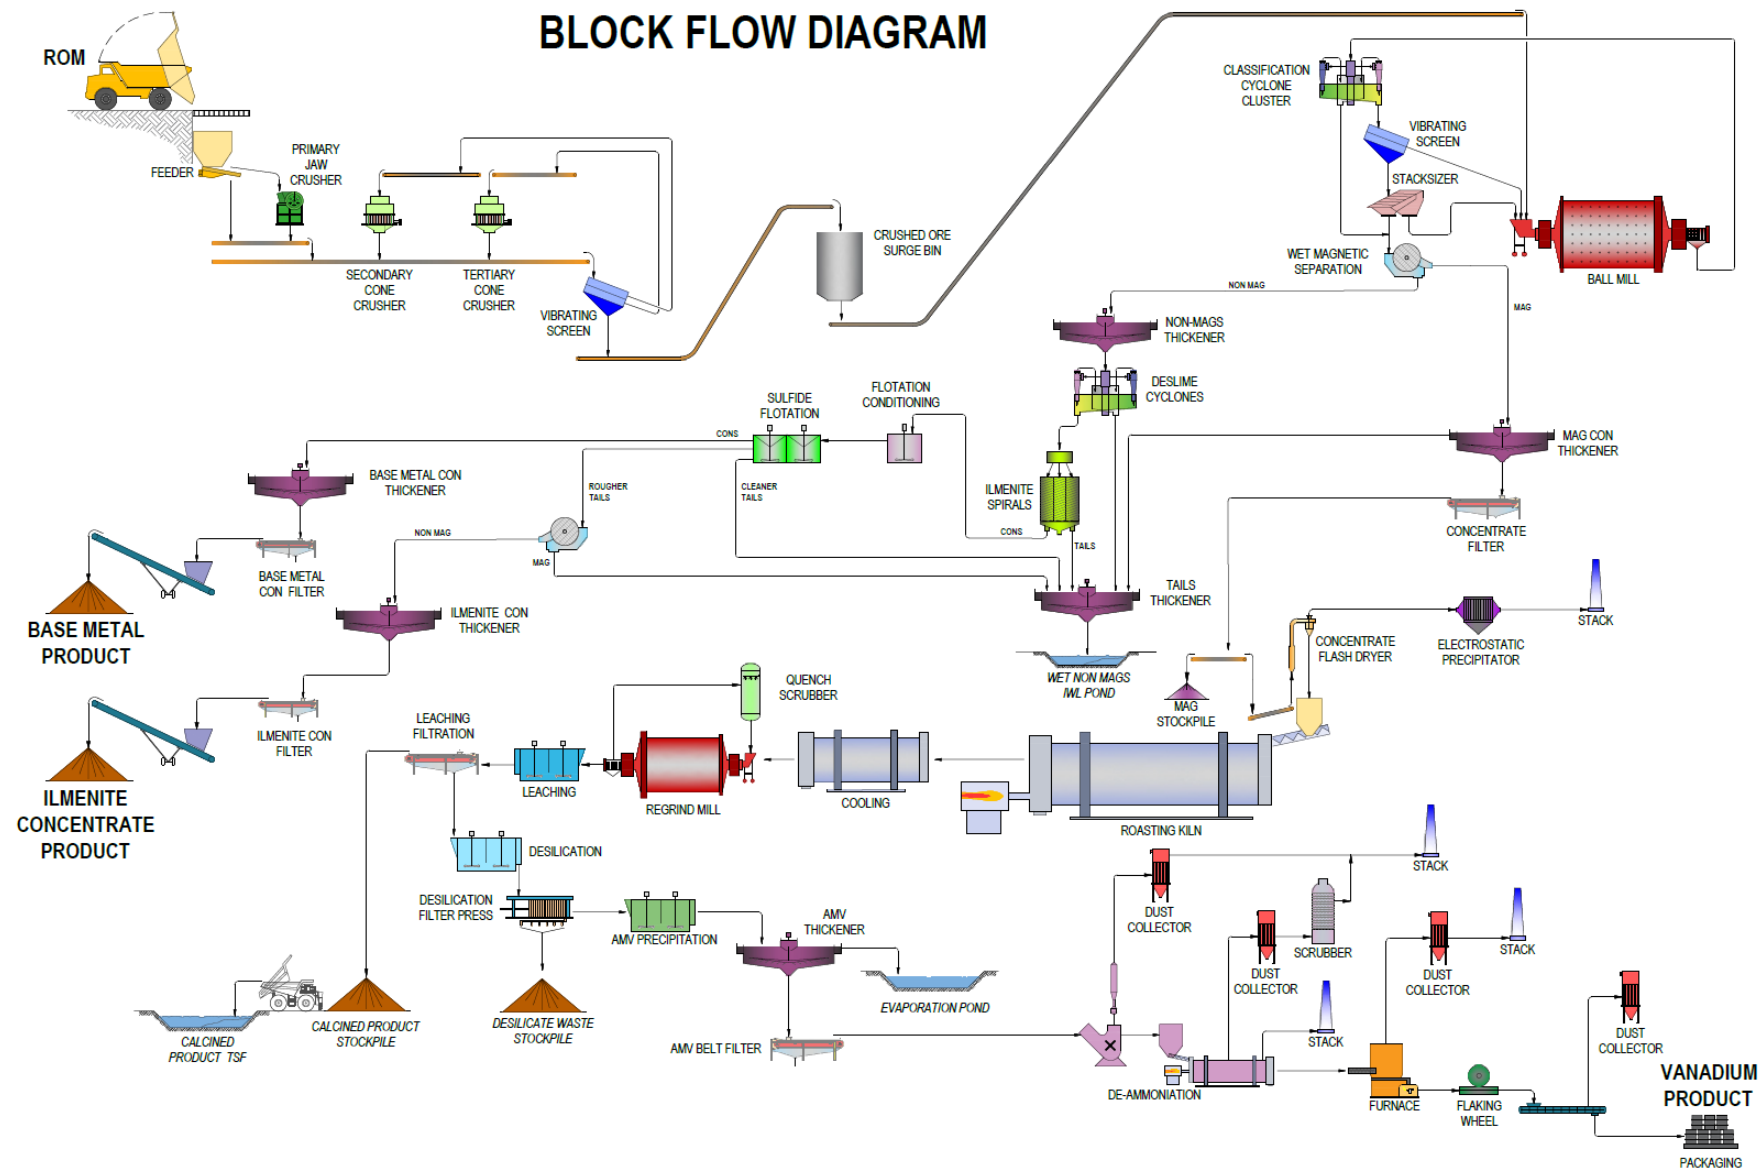 BLOCK FLOW DIAGRAM
ROM
FEEDER
PRIMARY
JAW
CRUSHER
SECONDARY
CONE
CRUSHER
TERTIARY
CONE
CRUSHER
VIBRATING
SCREEN
CRUSHED ORE
SURGE BIN
CLASSIFICATION
CYCLONE
CLUSTER
VIBRATING
SCREEN
STACKSIZER
WET MAGNETIC
SEPARATION
BALL MILL
NON MAG
MAG
NON-MAGS
THICKENER
DESLIME
CYCLONES
FLOTATION
CONDITIONING
SULFIDE
FLOTATION
CONS
ROUGHER
TAILS
CLEANER
TAILS
BASE METAL CON
THICKENER
ILMENITE
SPIRALS
CONS
TAILS
MAG CON
THICKENER
CONCENTRATE
FILTER
NON MAG
MAG
BASE METAL
CON FILTER
BASE METAL
PRODUCT
ILMENITE CON
THICKENER
TAILS
THICKENER
WET NON MAGS
IWL POND
MAG
STOCKPILE
CONCENTRATE
FLASH DRYER
ELECTROSTATIC
PRECIPITATOR
STACK
ILMENITE CON
FILTER
ILMENITE
CONCENTRATE
PRODUCT
QUENCH
SCRUBBER
LEACHING
FILTRATION
LEACHING
REGRIND MILL
COOLING
ROASTING KILN
DESILICATION
DESILICATION
FILTER PRESS
AMV PRECIPITATION
AMV
THICKENER
EVAPORATION POND
CALCINED
PRODUCT TSF
CALCINED PRODUCT
STOCKPILE
DESILICATE WASTE
STOCKPILE
AMV BELT FILTER
DUST
COLLECTOR
STACK
DUST
COLLECTOR
SCRUBBER
STACK
DUST
COLLECTOR
STACK
DE-AMMONIATION
FURNACE
FLAKING
WHEEL
DUST
COLLECTOR
VANADIUM
PRODUCT
PACKAGING